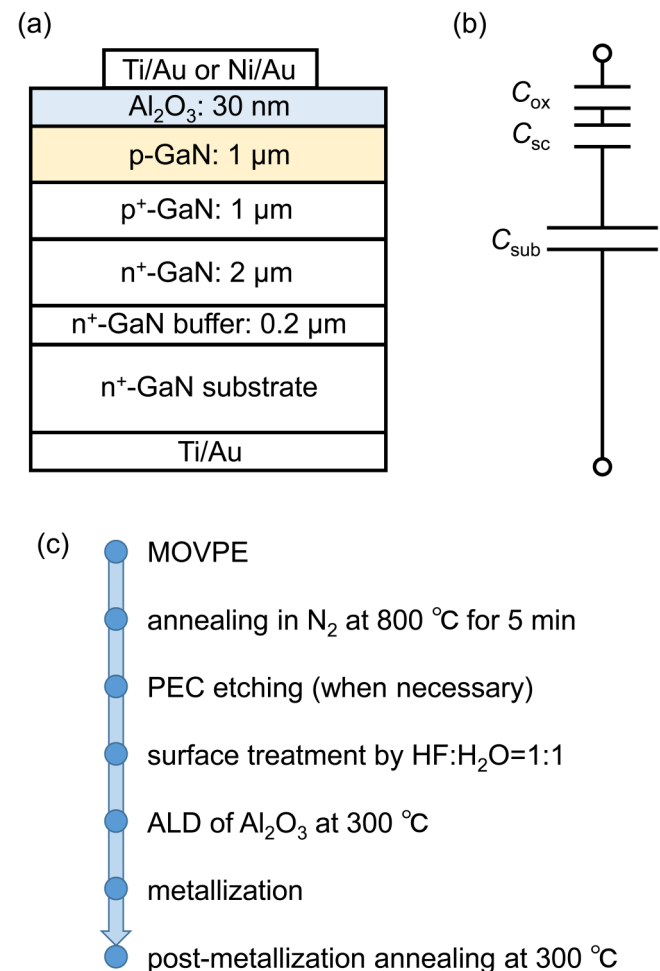 (a)
Ti/Au or Ni/Au
Al₂O₃: 30 nm
p-GaN: 1 μm
p⁺-GaN: 1 μm
n⁺-GaN: 2 μm
n⁺-GaN buffer: 0.2 μm
n⁺-GaN substrate
Ti/Au
(b)
Cox
Csc
Csub
(c)
MOVPE
annealing in N₂ at 800 ℃ for 5 min
PEC etching (when necessary)
surface treatment by HF:H₂O=1:1
ALD of Al₂O₃ at 300 ℃
metallization
post-metallization annealing at 300 ℃